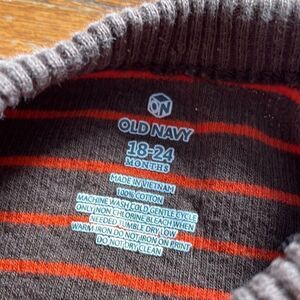 OLD NAVY
18-24
MONTHS
MADE IN VIETNAM
100% COTTON
MACHINE WASH COLD GENTLE CYCLE
ONLY NON CHLORINE BLEACH WHEN
NEEDED TUMBLE DRY LOW
WARM IRON DO NOT IRON ON PRINT
DO NOT DRY CLEAN